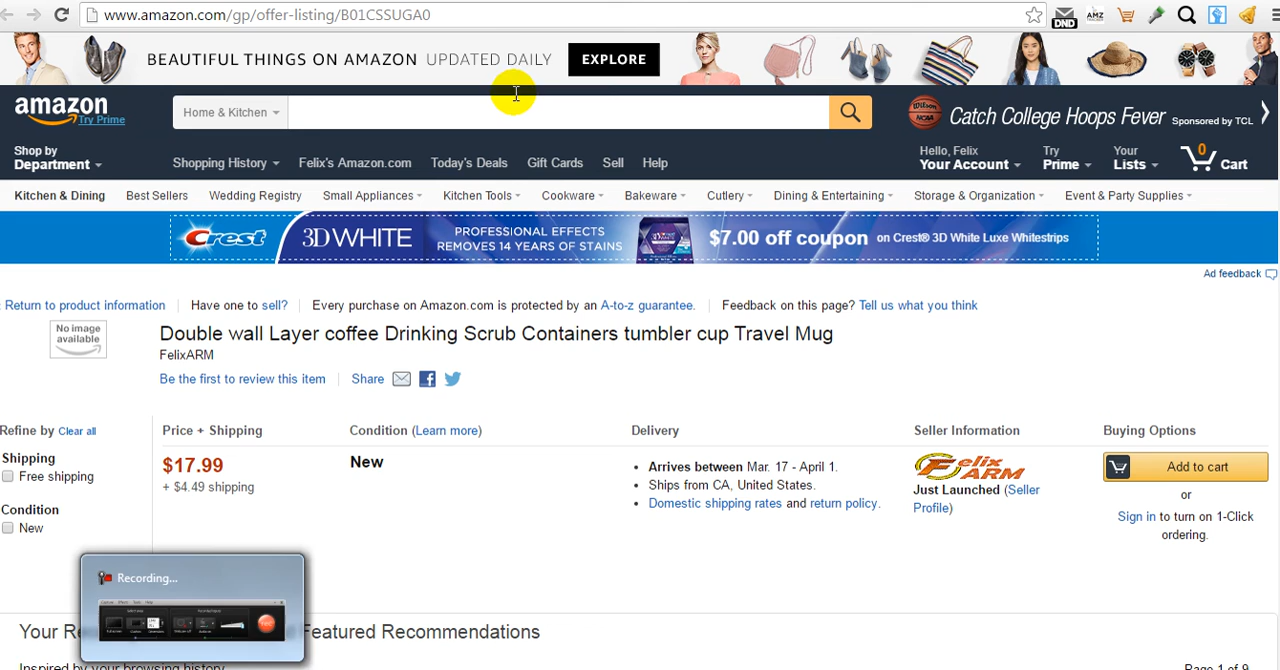 www.amazon.com/gp/offer-listing/B01CSSUGA0
DND
AMZ
BEAUTIFUL THINGS ON AMAZON UPDATED DAILY EXPLORE
amazon
Try Prime
Home & Kitchen
Wilson
NCAA
Catch College Hoops Fever Sponsored by TCL
Shop by
Department
Shopping History Felix's Amazon.com Today's Deals Gift Cards Sell Help
Hello, Felix
Your Account
Try
Prime
Your
Lists
0
Cart
Kitchen & Dining Best Sellers Wedding Registry Small Appliances Kitchen Tools Cookware Bakeware Cutlery Dining & Entertaining Storage & Organization Event & Party Supplies
Crest 3D WHITE
PROFESSIONAL EFFECTS
REMOVES 14 YEARS OF STAINS
$7.00 off coupon on Crest® 3D White Luxe Whitestrips
Ad feedback
Return to product information Have one to sell? Every purchase on Amazon.com is protected by an A-to-z guarantee. Feedback on this page? Tell us what you think
No image
available
Double wall Layer coffee Drinking Scrub Containers tumbler cup Travel Mug
FelixARM
Be the first to review this item Share
Refine by Clear all
Price + Shipping
Condition (Learn more)
Delivery
Seller Information
Buying Options
Shipping
Free shipping
Condition
New
$17.99
+ $4.49 shipping
New
• Arrives between Mar. 17 - April 1.
• Ships from CA, United States.
• Domestic shipping rates and return policy.
Felix
ARM
Just Launched (Seller
Profile)
Add to cart
or
Sign in to turn on 1-Click
ordering.
Recording...
Your Re
Featured Recommendations
Inspired by your browsing history
Page 1 of 9